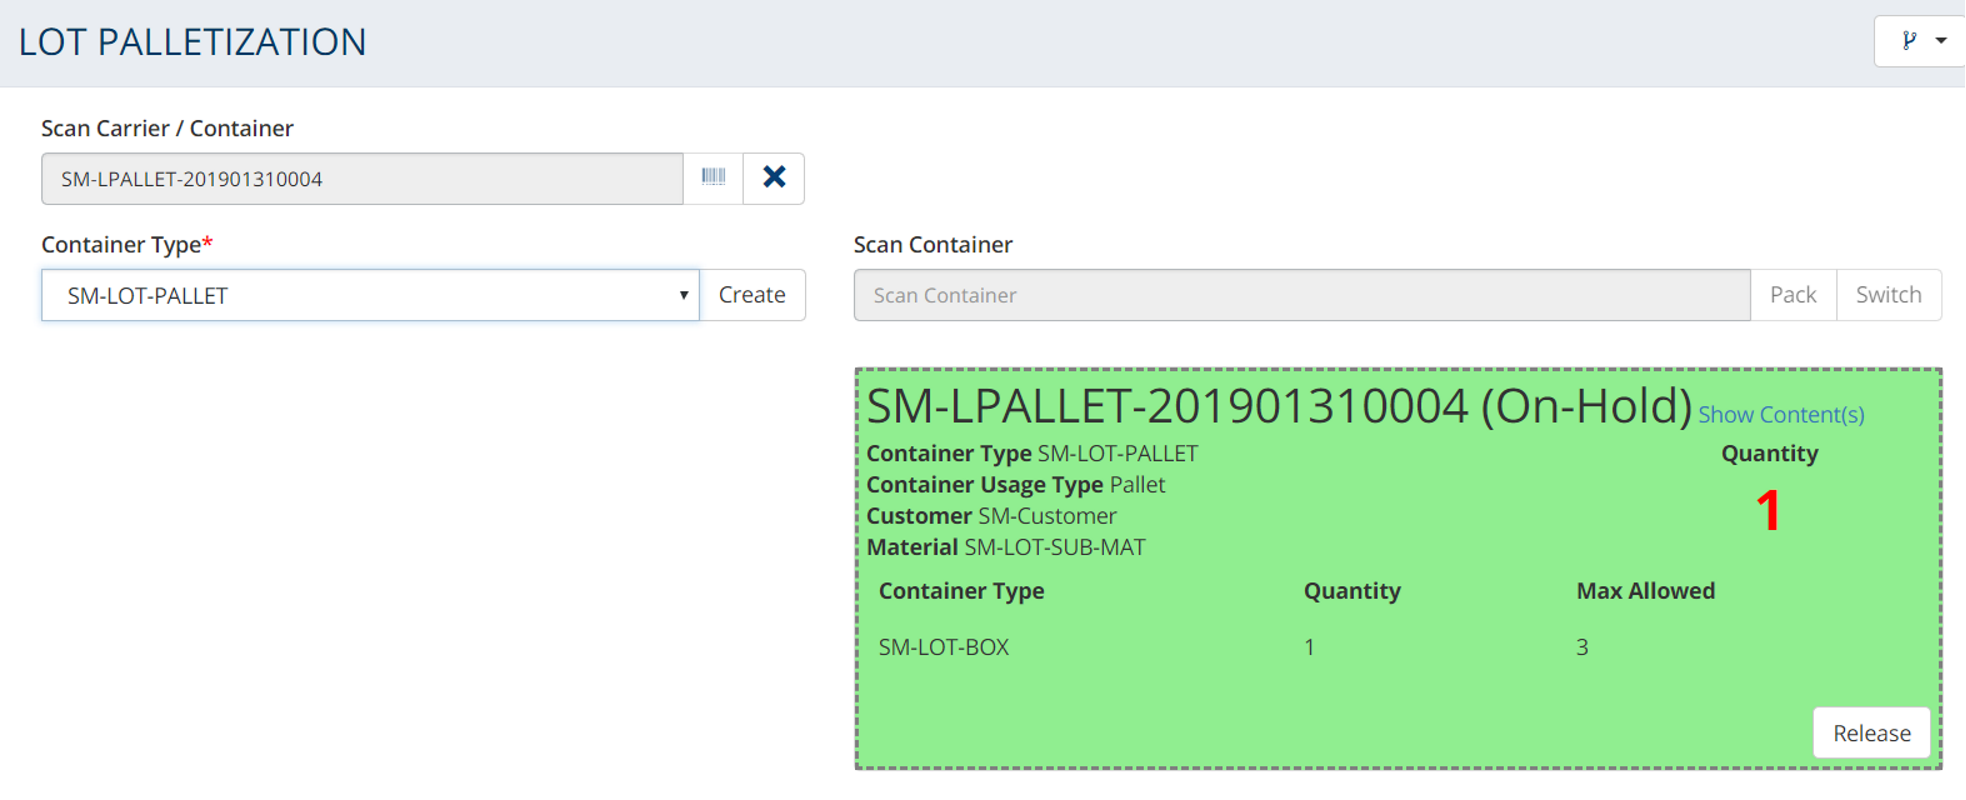 LOT PALLETIZATION
Scan Carrier / Container
SM-LPALLET-201901310004
Container Type*
SM-LOT-PALLET
Create
Scan Container
Scan Container
Pack
Switch
SM-LPALLET-201901310004 (On-Hold) Show Content(s)
Container Type SM-LOT-PALLET
Quantity
Container Usage Type Pallet
1
Customer SM-Customer
Material SM-LOT-SUB-MAT
Container Type Quantity Max Allowed
SM-LOT-BOX 1 3
Release